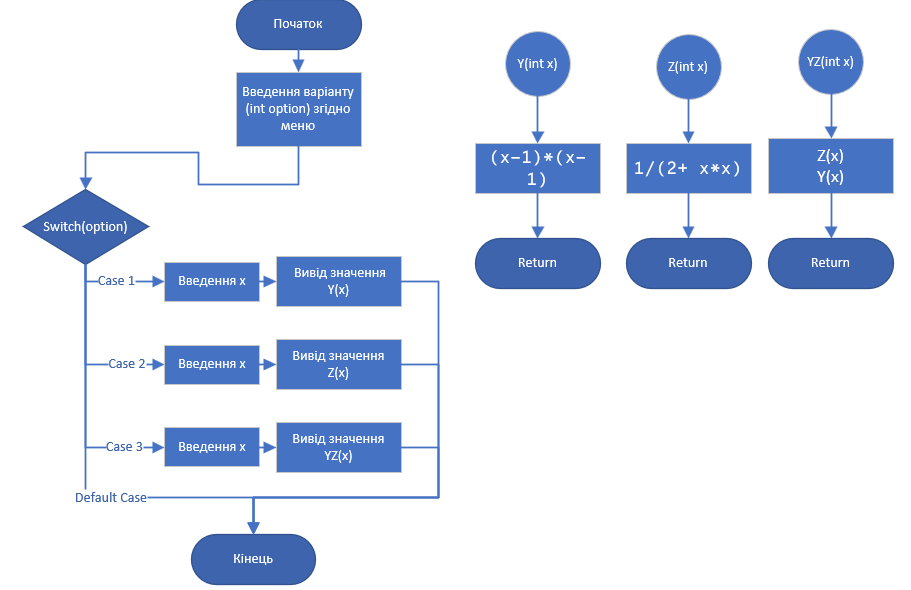 Початок
Введення варіанту
(int option) згідно
меню
Switch(option)
Case 1
Введення x
Вивід значення
Y(x)
Case 2
Введення x
Вивід значення
Z(x)
Case 3
Введення x
Вивід значення
YZ(x)
Default Case
Кінець
Y(int x)
(x-1)*(x-
1)
Return
Z(int x)
1/(2+ x*x)
Return
YZ(int x)
Z(x)
Y(x)
Return